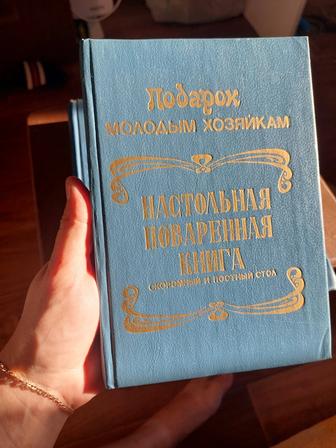 Подарок
МОЛОДЫМ ХОЗЯЙКАМ
НАСТОЛЬНАЯ
ПОВАРЕННАЯ
КНИГА
СКОРОМНЫЙ И ПОСТНЫЙ СТОЛ